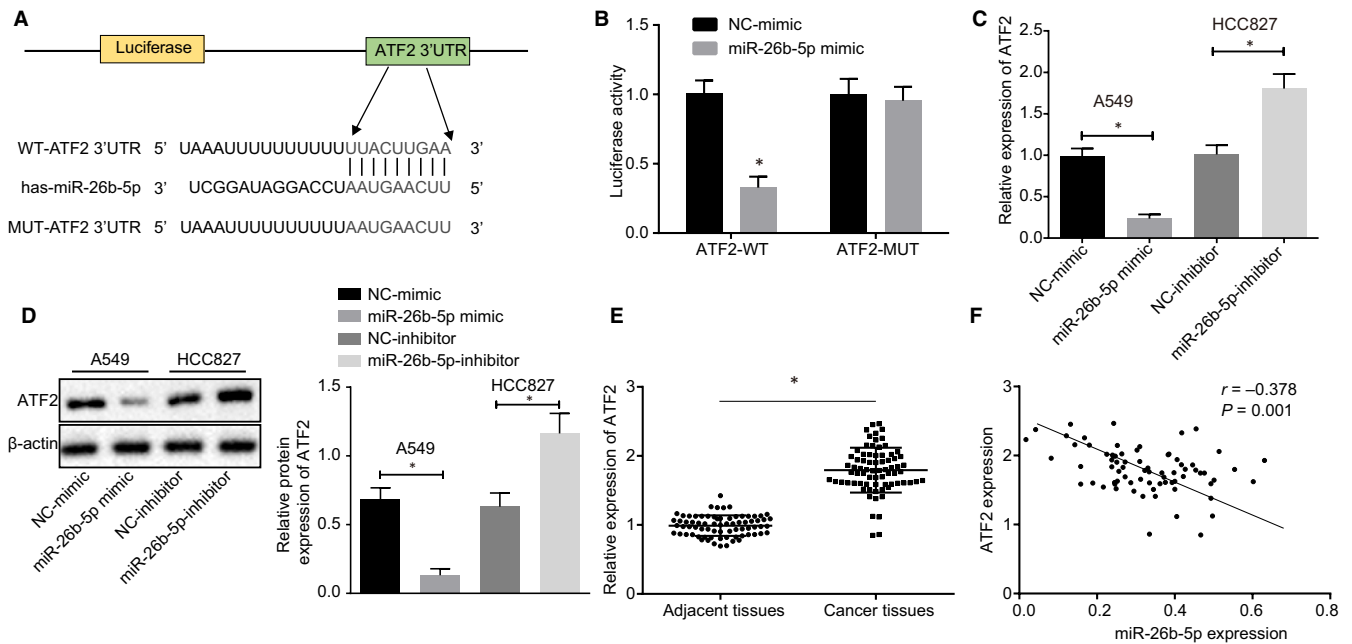 A
Luciferase
ATF2 3'UTR
WT-ATF2 3'UTR 5' UAAAUUUUUUUUUUUUACUUGAA 3'
has-miR-26b-5p 3' UCGGAUAGGACCUAAUGAACUU 5'
MUT-ATF2 3'UTR 5' UAAAUUUUUUUUUUAAUGAACUU 3'
B
NC-mimic
miR-26b-5p mimic
Luciferase activity
1.5
1.0
0.5
0.0
*
ATF2-WT
ATF2-MUT
C
Relative expression of ATF2
2.5
2.0
1.5
1.0
0.5
0.0
A549
*
HCC827
*
NC-mimic
miR-26b-5p mimic
NC-inhibitor
miR-26b-5p-inhibitor
D
A549
HCC827
ATF2
β-actin
NC-mimic
miR-26b-5p mimic
NC-inhibitor
miR-26b-5p-inhibitor
NC-mimic
miR-26b-5p mimic
NC-inhibitor
miR-26b-5p-inhibitor
Relative protein
expression of ATF2
1.5
1.0
0.5
0.0
A549
*
HCC827
*
E
Relative expression of ATF2
3
2
1
0
*
Adjacent tissues
Cancer tissues
F
ATF2 expression
3
2
1
0
r = –0.378
P = 0.001
0.0
0.2
0.4
0.6
0.8
miR-26b-5p expression